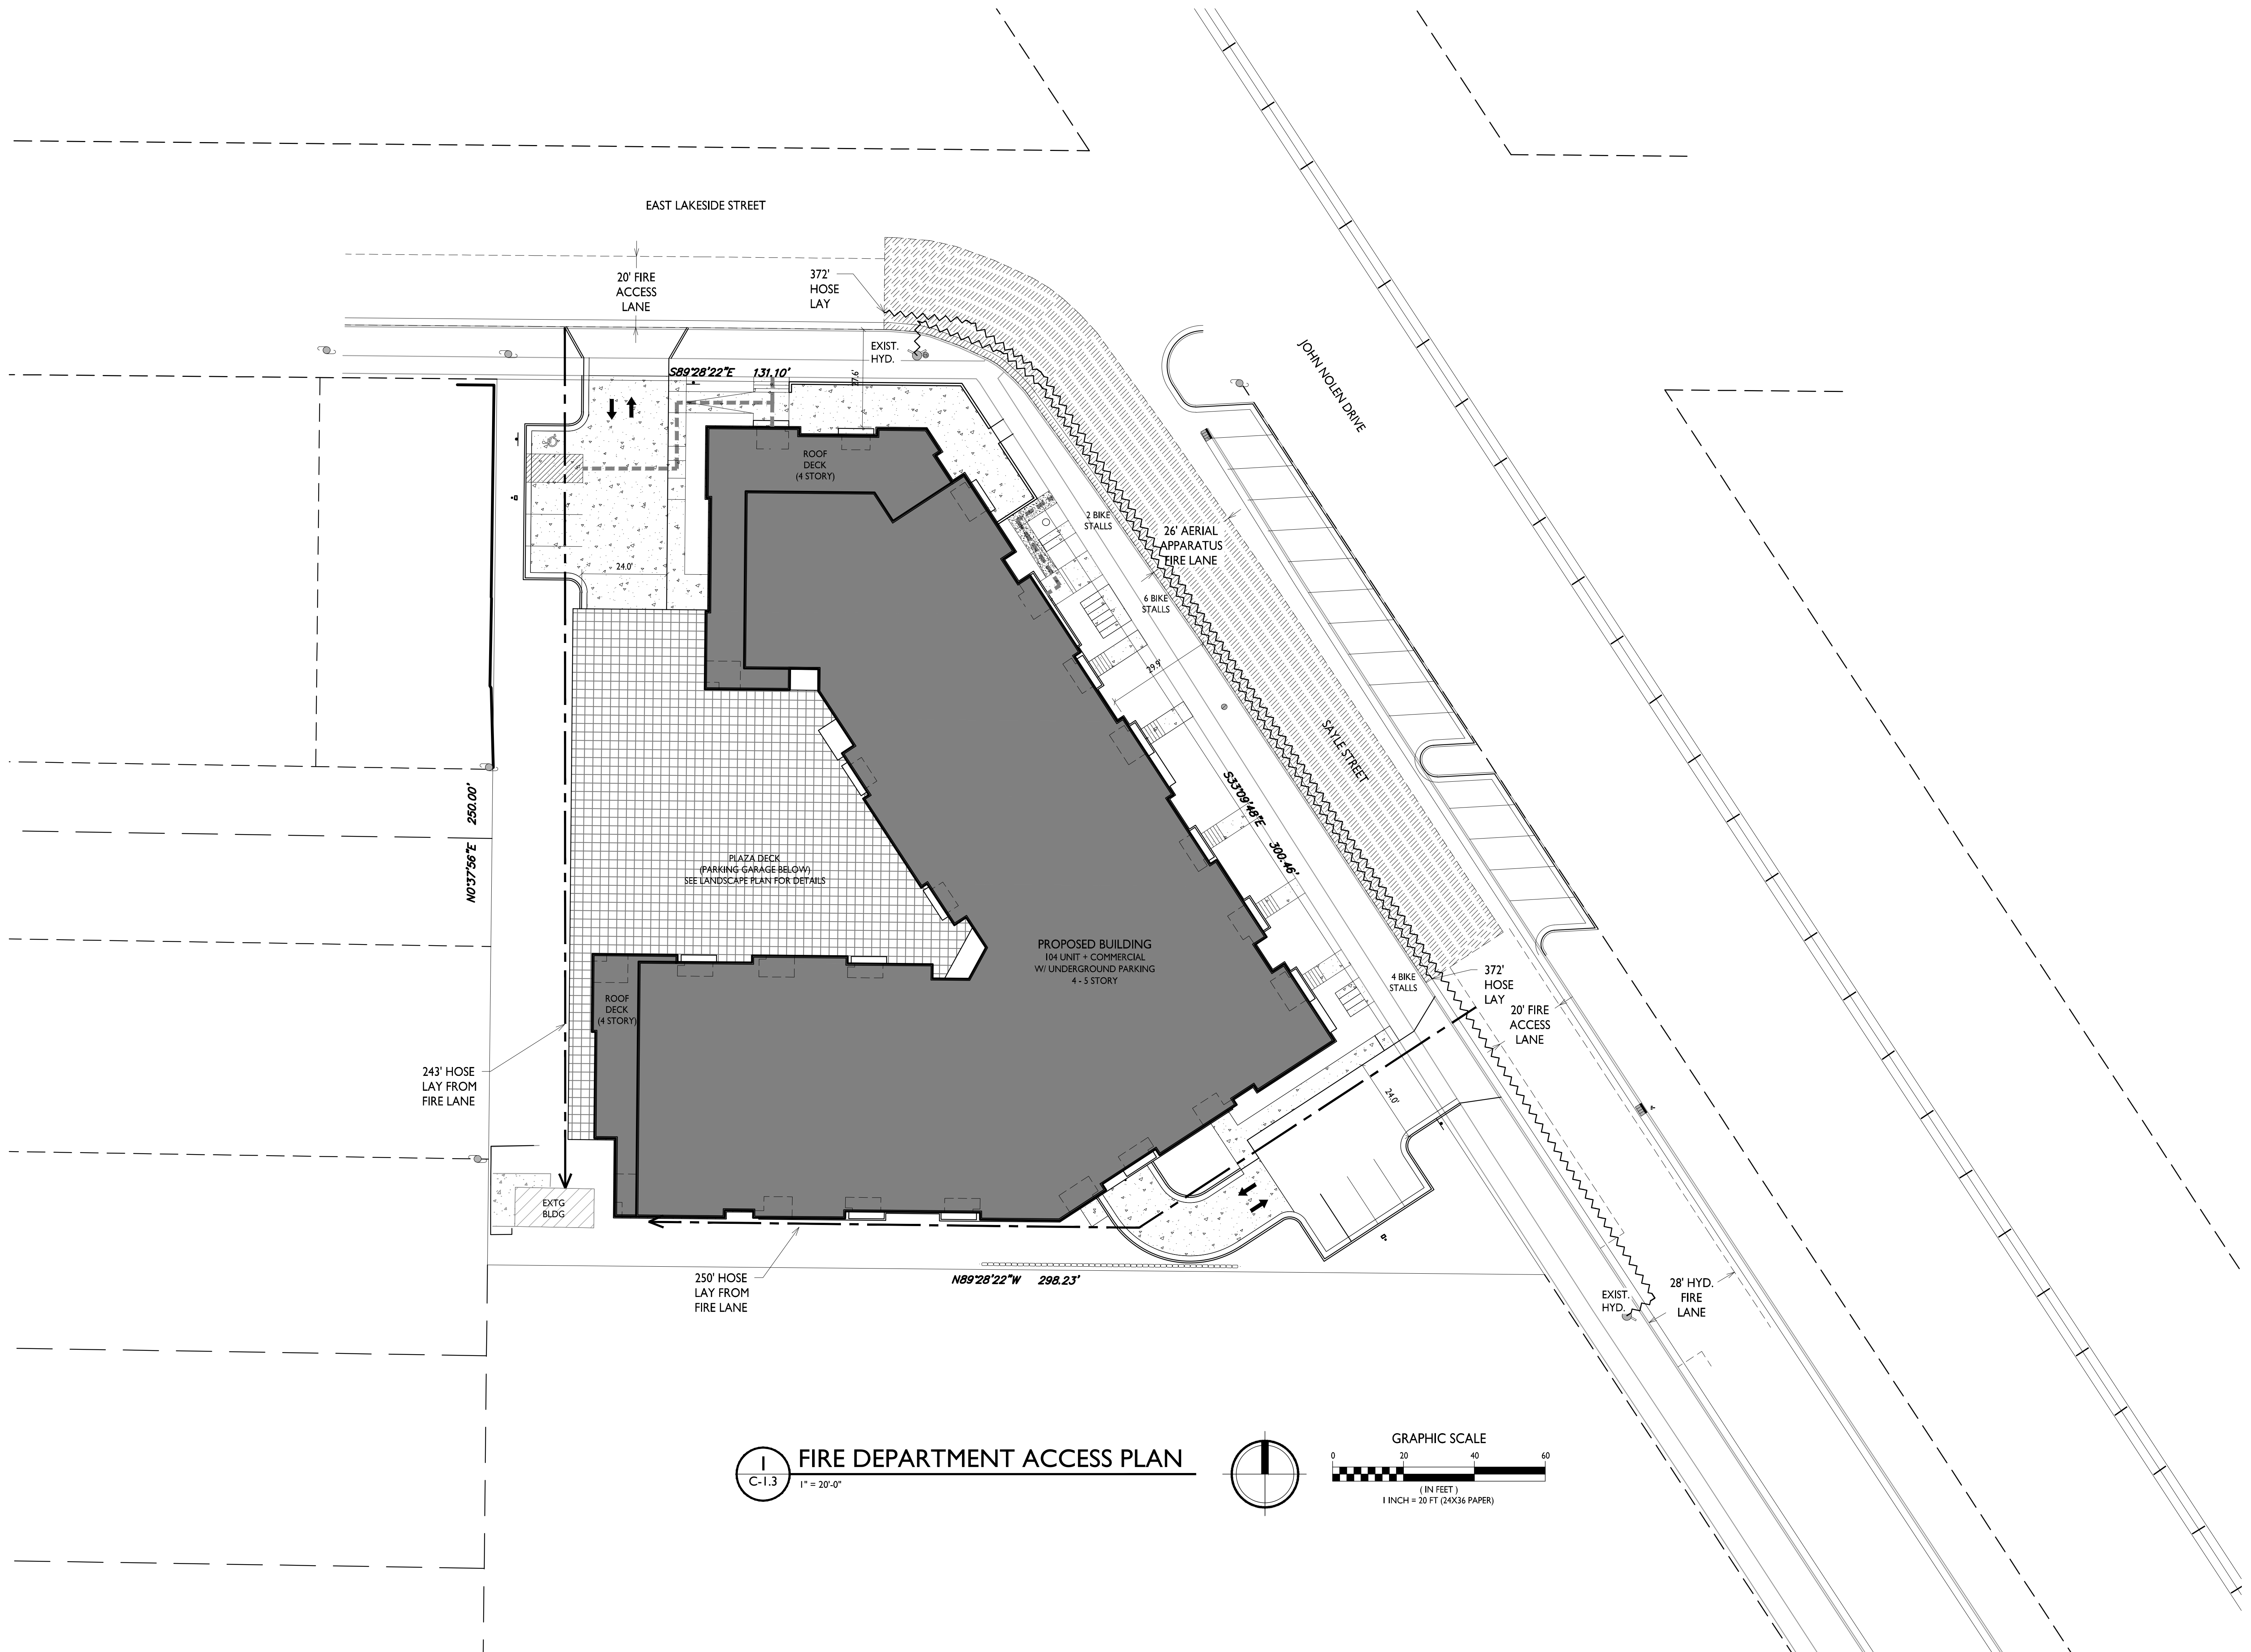 EAST LAKESIDE STREET
20' FIRE
ACCESS
LANE
372'
HOSE
LAY
EXIST.
HYD.
JOHN NOLEN DRIVE
S89°28'22"E 131.10'
27.6'
ROOF
DECK
(4 STORY)
2 BIKE
STALLS
26' AERIAL
APPARATUS
FIRE LANE
24.0'
6 BIKE
STALLS
29.9'
SAYLE STREET
S33°09'48"E 300.46'
N0°37'56"E 250.00'
PLAZA DECK
(PARKING GARAGE BELOW)
SEE LANDSCAPE PLAN FOR DETAILS
PROPOSED BUILDING
104 UNIT + COMMERCIAL
W/ UNDERGROUND PARKING
4 - 5 STORY
4 BIKE
STALLS
372'
HOSE
LAY
20' FIRE
ACCESS
LANE
ROOF
DECK
(4 STORY)
243' HOSE
LAY FROM
FIRE LANE
24.0'
EXTG
BLDG
250' HOSE
LAY FROM
FIRE LANE
N89°28'22"W 298.23'
EXIST.
HYD.
28' HYD.
FIRE
LANE
1
C-1.3
FIRE DEPARTMENT ACCESS PLAN
1" = 20'-0"
GRAPHIC SCALE
0 20 40 60
( IN FEET )
1 INCH = 20 FT (24X36 PAPER)